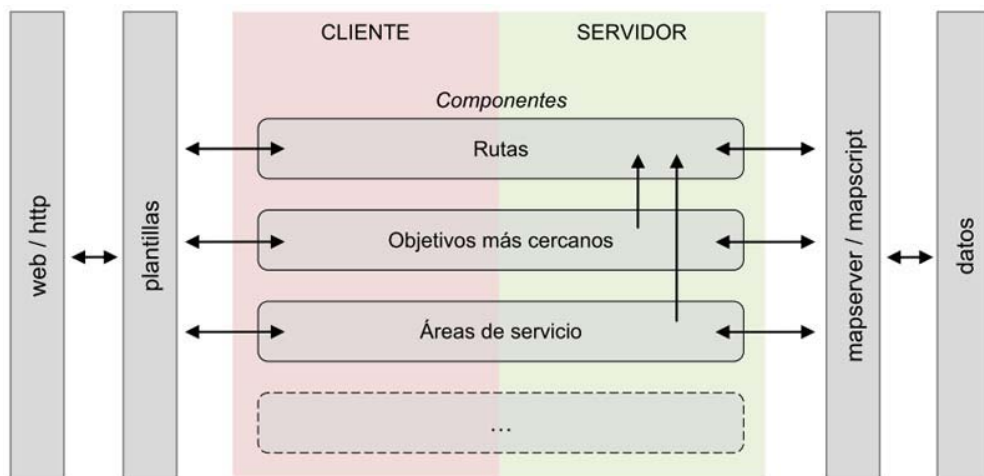 CLIENTE
SERVIDOR
Componentes
Rutas
Objetivos más cercanos
Áreas de servicio
...
web / http
plantillas
mapserver / mapscript
datos